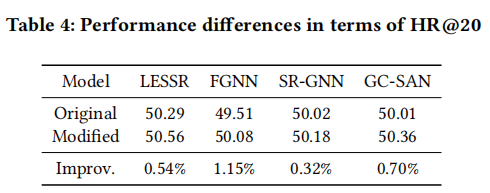 Table 4: Performance differences in terms of HR@20
Model LESSR FGNN SR-GNN GC-SAN
Original 50.29 49.51 50.02 50.01
Modified 50.56 50.08 50.18 50.36
Improv. 0.54% 1.15% 0.32% 0.70%